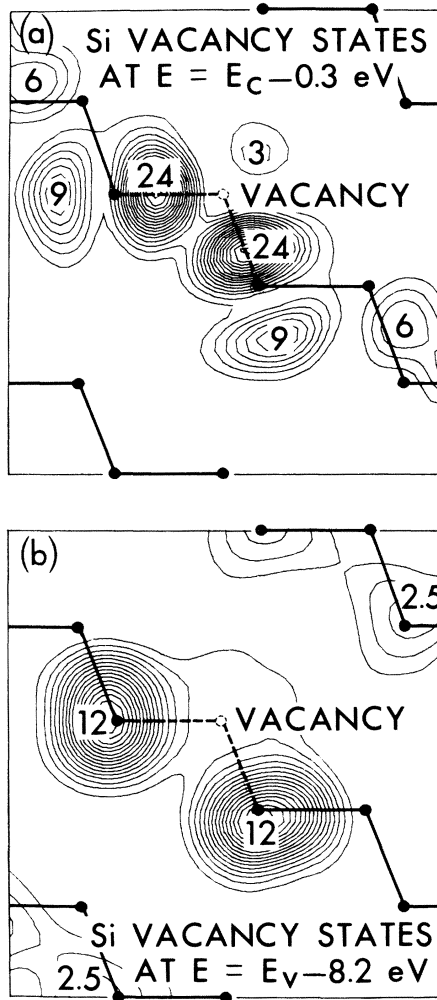 (a)
Si VACANCY STATES
AT E = E_C−0.3 eV
6
3
9
24
VACANCY
24
6
9
(b)
2.5
12
VACANCY
12
Si VACANCY STATES
2.5
AT E = E_V−8.2 eV